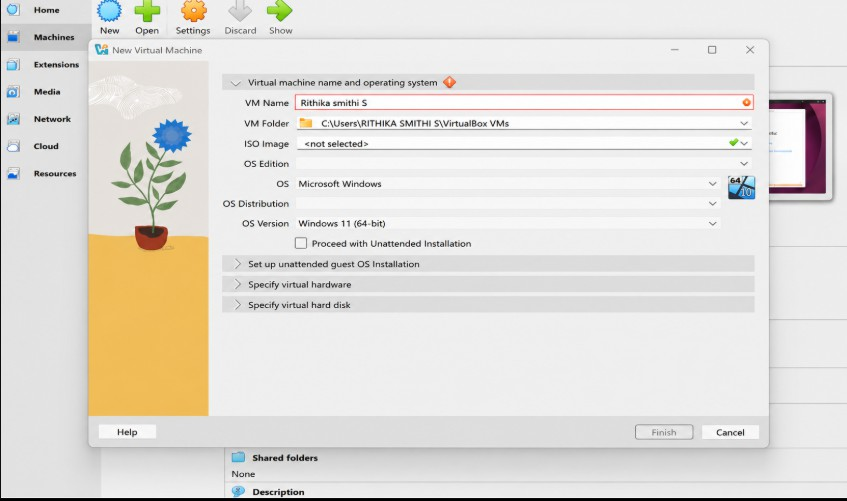 Home
New Open Settings Discard Show
Machines
New Virtual Machine
Extensions
Virtual machine name and operating system
Media
VM Name Rithika smithi S
Network
VM Folder C:\Users\RITHIKA SMITHI S\VirtualBox VMs
Cloud
ISO Image <not selected>
Resources
OS Edition
OS Microsoft Windows
64
10
OS Distribution
OS Version Windows 11 (64-bit)
Proceed with Unattended Installation
Set up unattended guest OS Installation
Specify virtual hardware
Specify virtual hard disk
Help Finish Cancel
Shared folders
None
Description